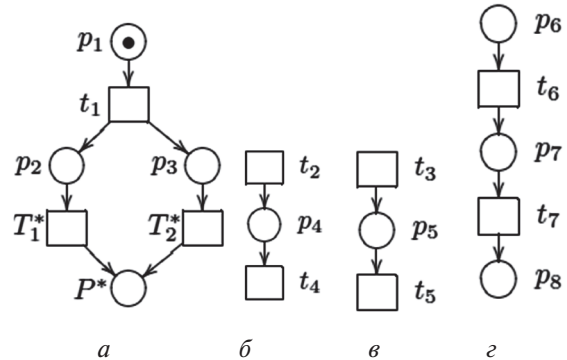 p₁
t₁
p₂ p₃
T₁* T₂*
P*
t₂
p₄
t₄
t₃
p₅
t₅
p₆
t₆
p₇
t₇
p₈
а б в г